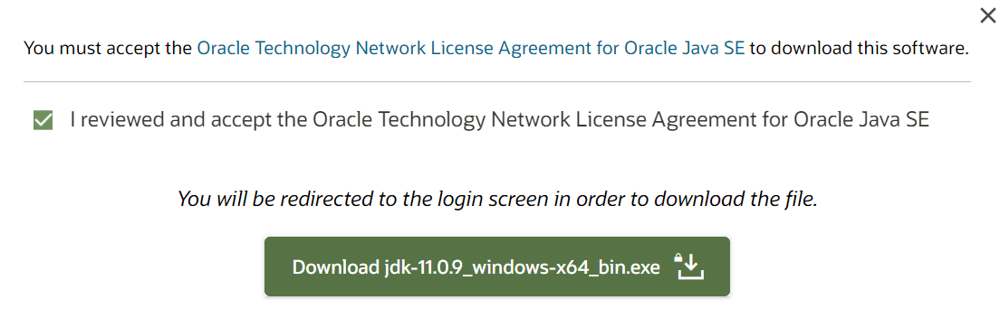 You must accept the Oracle Technology Network License Agreement for Oracle Java SE to download this software.
I reviewed and accept the Oracle Technology Network License Agreement for Oracle Java SE
You will be redirected to the login screen in order to download the file.
Download jdk-11.0.9_windows-x64_bin.exe